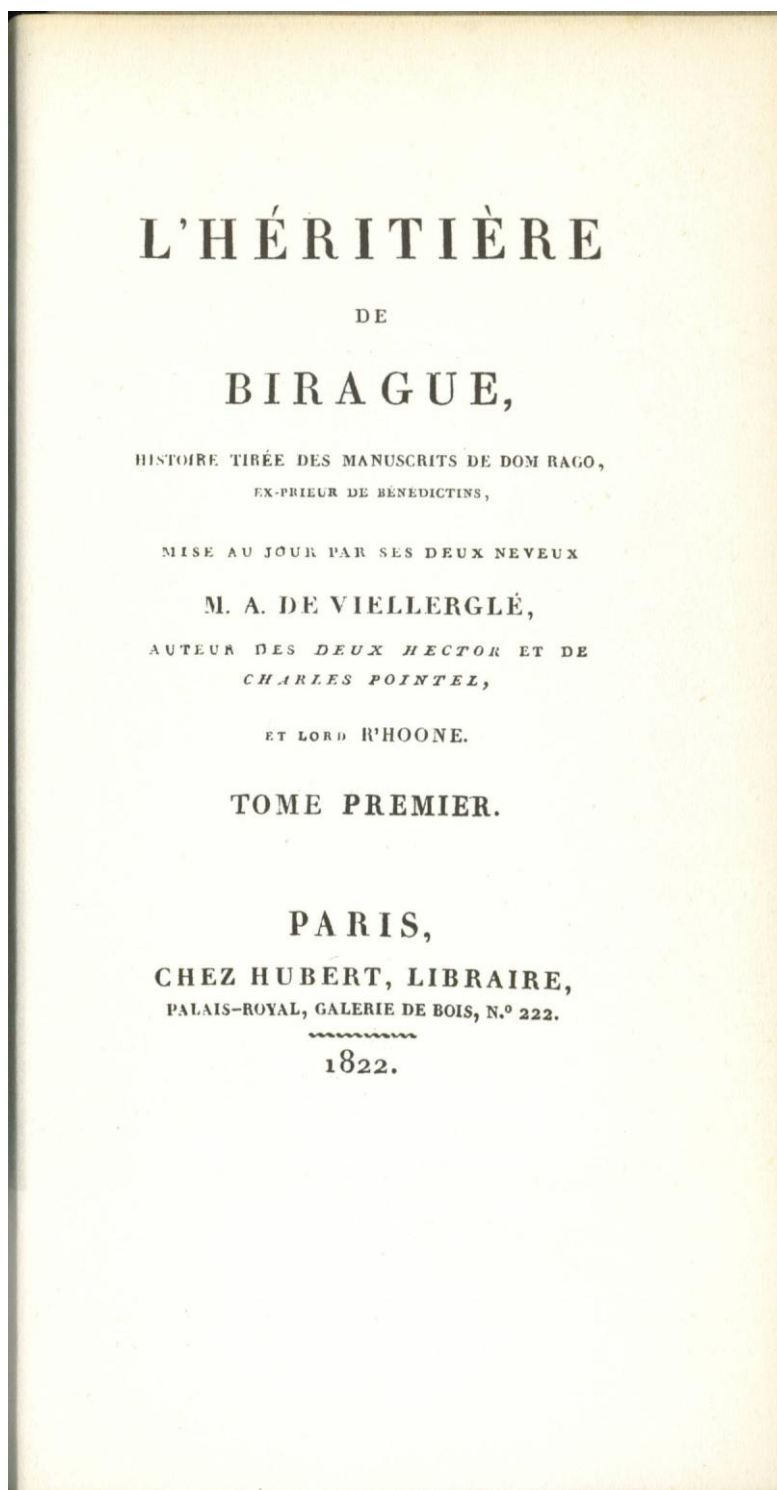 L'HÉRITIÈRE
DE
BIRAGUE,
HISTOIRE TIRÉE DES MANUSCRITS DE DOM RAGO,
EX-PRIEUR DE BÉNÉDICTINS,
MISE AU JOUR PAR SES DEUX NEVEUX
M. A. DE VIELLERGLÉ,
AUTEUR DES DEUX HECTOR ET DE
CHARLES POINTEL,
ET LORD R'HOONE.
TOME PREMIER.
PARIS,
CHEZ HUBERT, LIBRAIRE,
PALAIS-ROYAL, GALERIE DE BOIS, N.º 222.
1822.